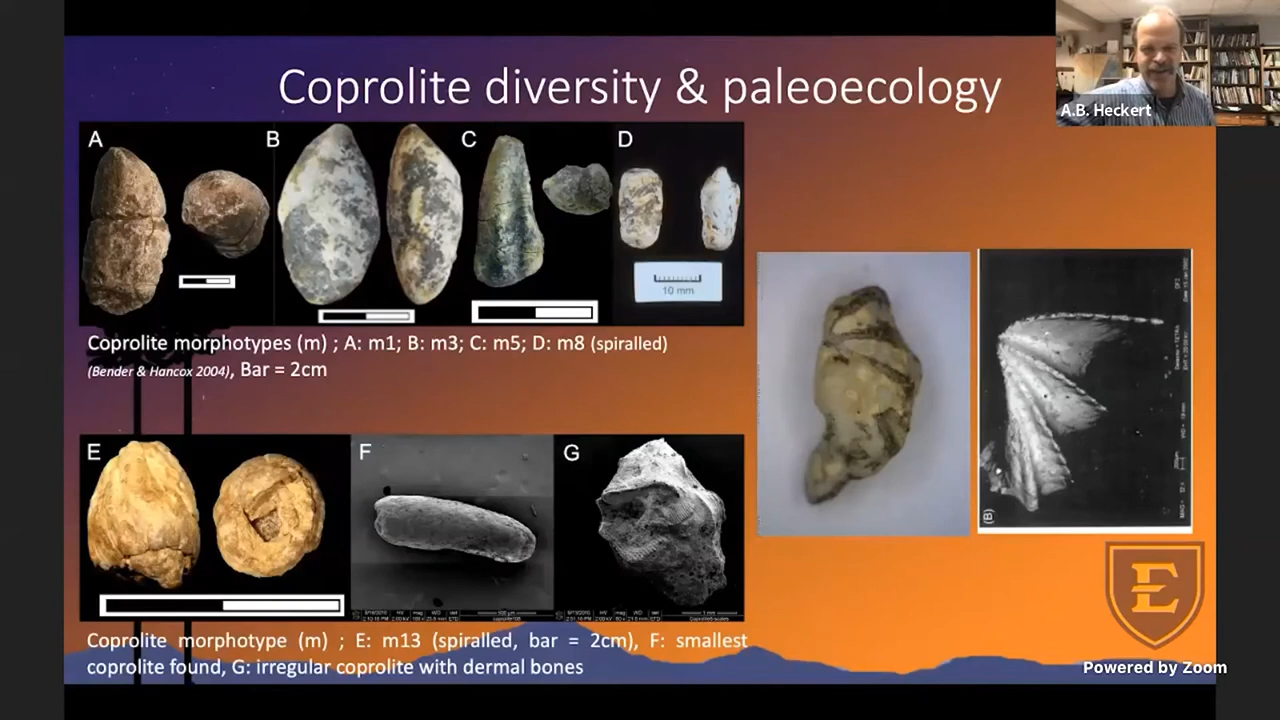 Coprolite diversity & paleoecology
A.B. Heckert
A
B
C
D
10 mm
Coprolite morphotypes (m) ; A: m1; B: m3; C: m5; D: m8 (spiralled)
(Bender & Hancox 2004), Bar = 2cm
E
F
G
(B)
Coprolite morphotype (m) ; E: m13 (spiralled, bar = 2cm), F: smallest
coprolite found, G: irregular coprolite with dermal bones
E
Powered by Zoom